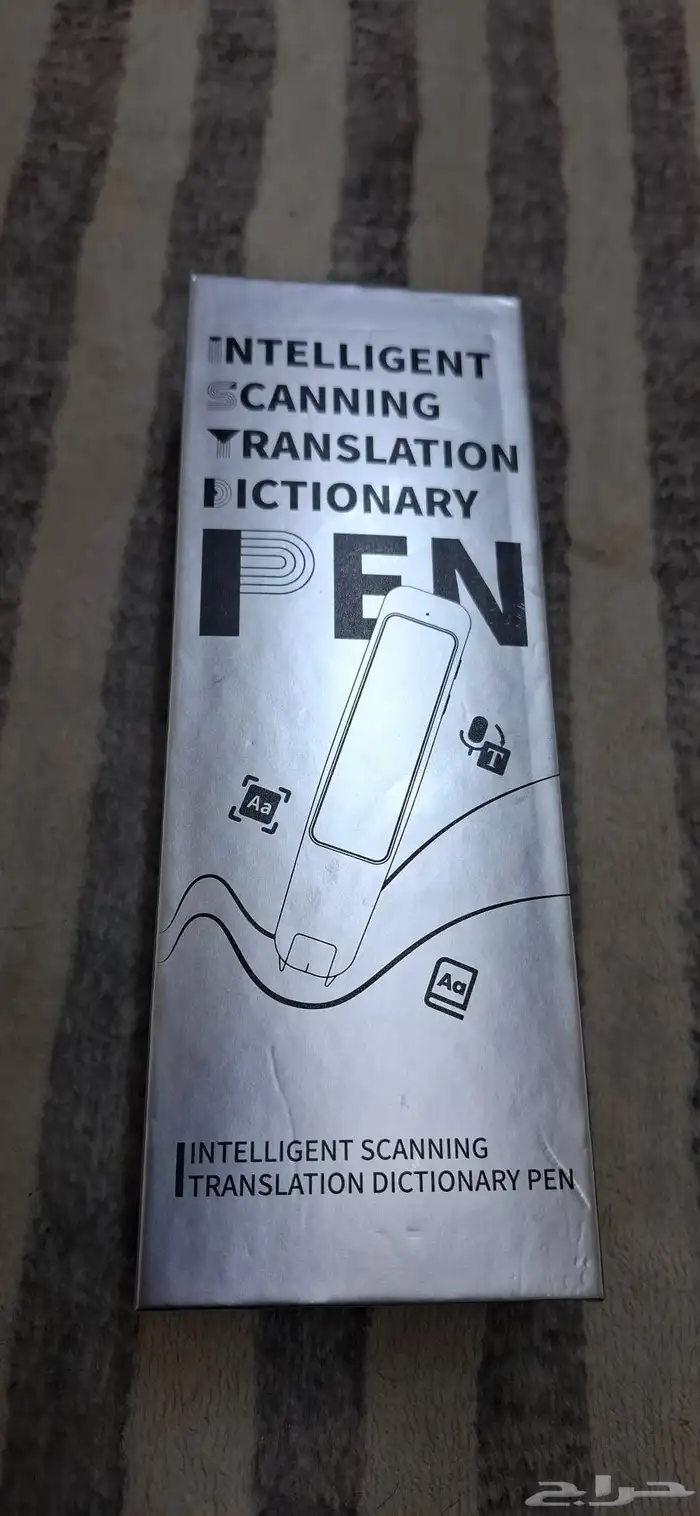 INTELLIGENT
SCANNING
TRANSLATION
DICTIONARY
PEN
T
Aa
Aa
INTELLIGENT SCANNING
TRANSLATION DICTIONARY PEN
حراج